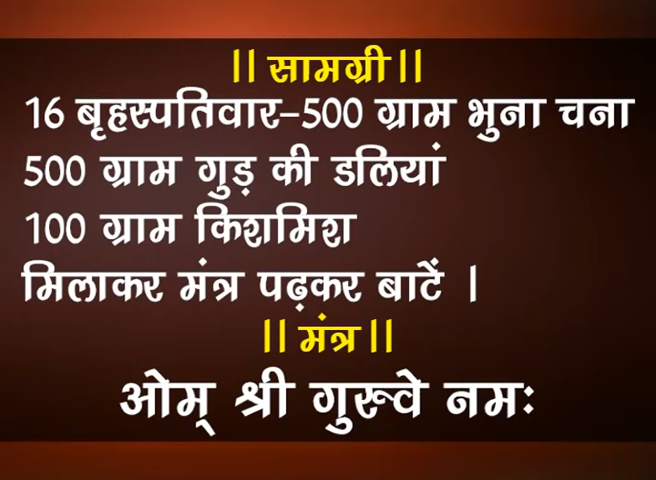 ॥ सामग्री ॥
16 बृहस्पतिवार-500 ग्राम भुना चना
500 ग्राम गुड़ की डलियां
100 ग्राम किशमिश
मिलाकर मंत्र पढ़कर बाटें ।
॥ मंत्र ॥
ओम् श्री गुरूवे नमः